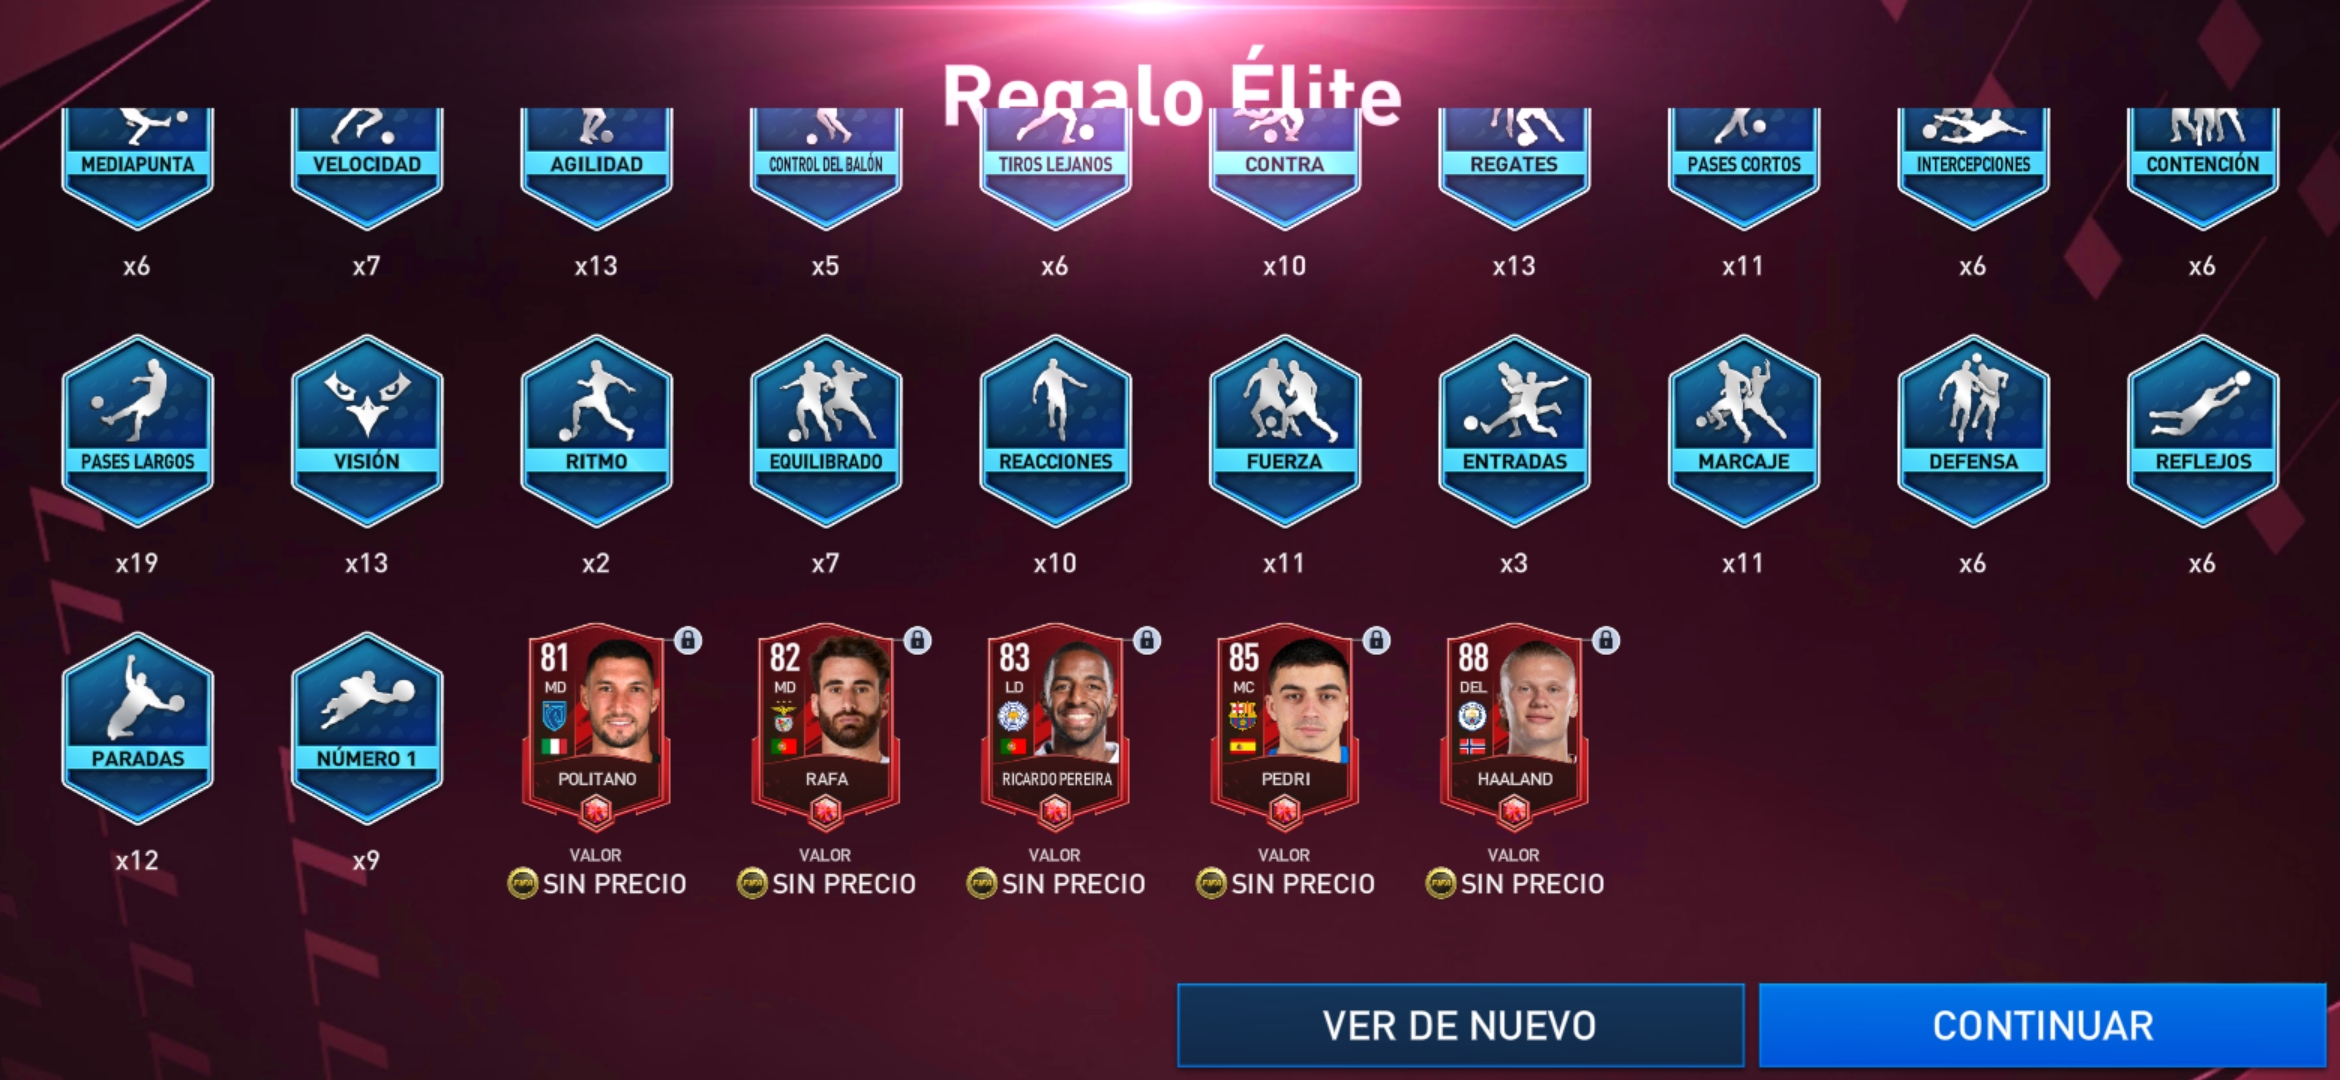 Regalo Élite
MEDIAPUNTA
VELOCIDAD
AGILIDAD
CONTROL DEL BALÓN
TIROS LEJANOS
CONTRA
REGATES
PASES CORTOS
INTERCEPCIONES
CONTENCIÓN
x6
x7
x13
x5
x6
x10
x13
x11
x6
x6
PASES LARGOS
VISIÓN
RITMO
EQUILIBRADO
REACCIONES
FUERZA
ENTRADAS
MARCAJE
DEFENSA
REFLEJOS
x19
x13
x2
x7
x10
x11
x3
x11
x6
x6
PARADAS
x12
NÚMERO 1
x9
81
MD
POLITANO
VALOR
SIN PRECIO
82
MD
RAFA
VALOR
SIN PRECIO
83
LD
RICARDO PEREIRA
VALOR
SIN PRECIO
85
MC
PEDRI
VALOR
SIN PRECIO
88
DEL
HAALAND
VALOR
SIN PRECIO
VER DE NUEVO
CONTINUAR